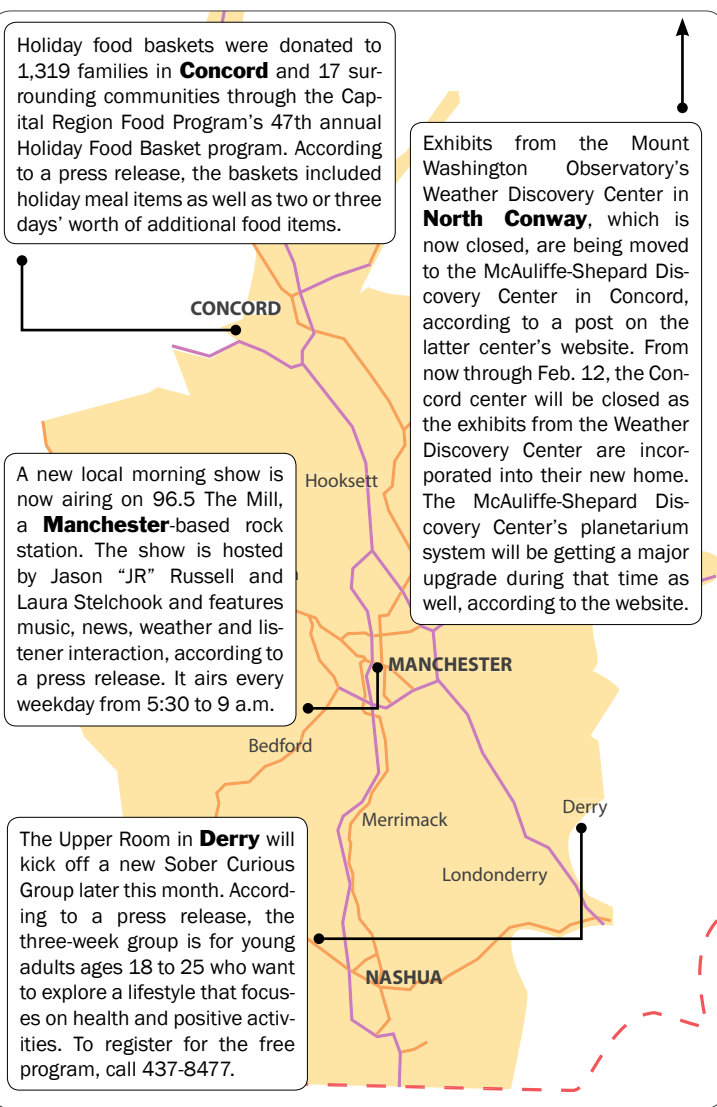 Holiday food baskets were donated to
1,319 families in Concord and 17 sur-
rounding communities through the Cap-
ital Region Food Program's 47th annual
Holiday Food Basket program. According
to a press release, the baskets included
holiday meal items as well as two or three
days' worth of additional food items.
Exhibits from the Mount
Washington Observatory's
Weather Discovery Center in
North Conway, which is
now closed, are being moved
to the McAuliffe-Shepard Dis-
covery Center in Concord,
according to a post on the
latter center's website. From
now through Feb. 12, the Con-
cord center will be closed as
the exhibits from the Weather
Discovery Center are incor-
porated into their new home.
The McAuliffe-Shepard Dis-
covery Center's planetarium
system will be getting a major
upgrade during that time as
well, according to the website.
CONCORD
Hooksett
A new local morning show is
now airing on 96.5 The Mill,
a Manchester-based rock
station. The show is hosted
by Jason "JR" Russell and
Laura Stelchook and features
music, news, weather and lis-
tener interaction, according to
a press release. It airs every
weekday from 5:30 to 9 a.m.
MANCHESTER
Bedford
Merrimack
Derry
Londonderry
NASHUA
The Upper Room in Derry will
kick off a new Sober Curious
Group later this month. Accord-
ing to a press release, the
three-week group is for young
adults ages 18 to 25 who want
to explore a lifestyle that focus-
es on health and positive activ-
ities. To register for the free
program, call 437-8477.